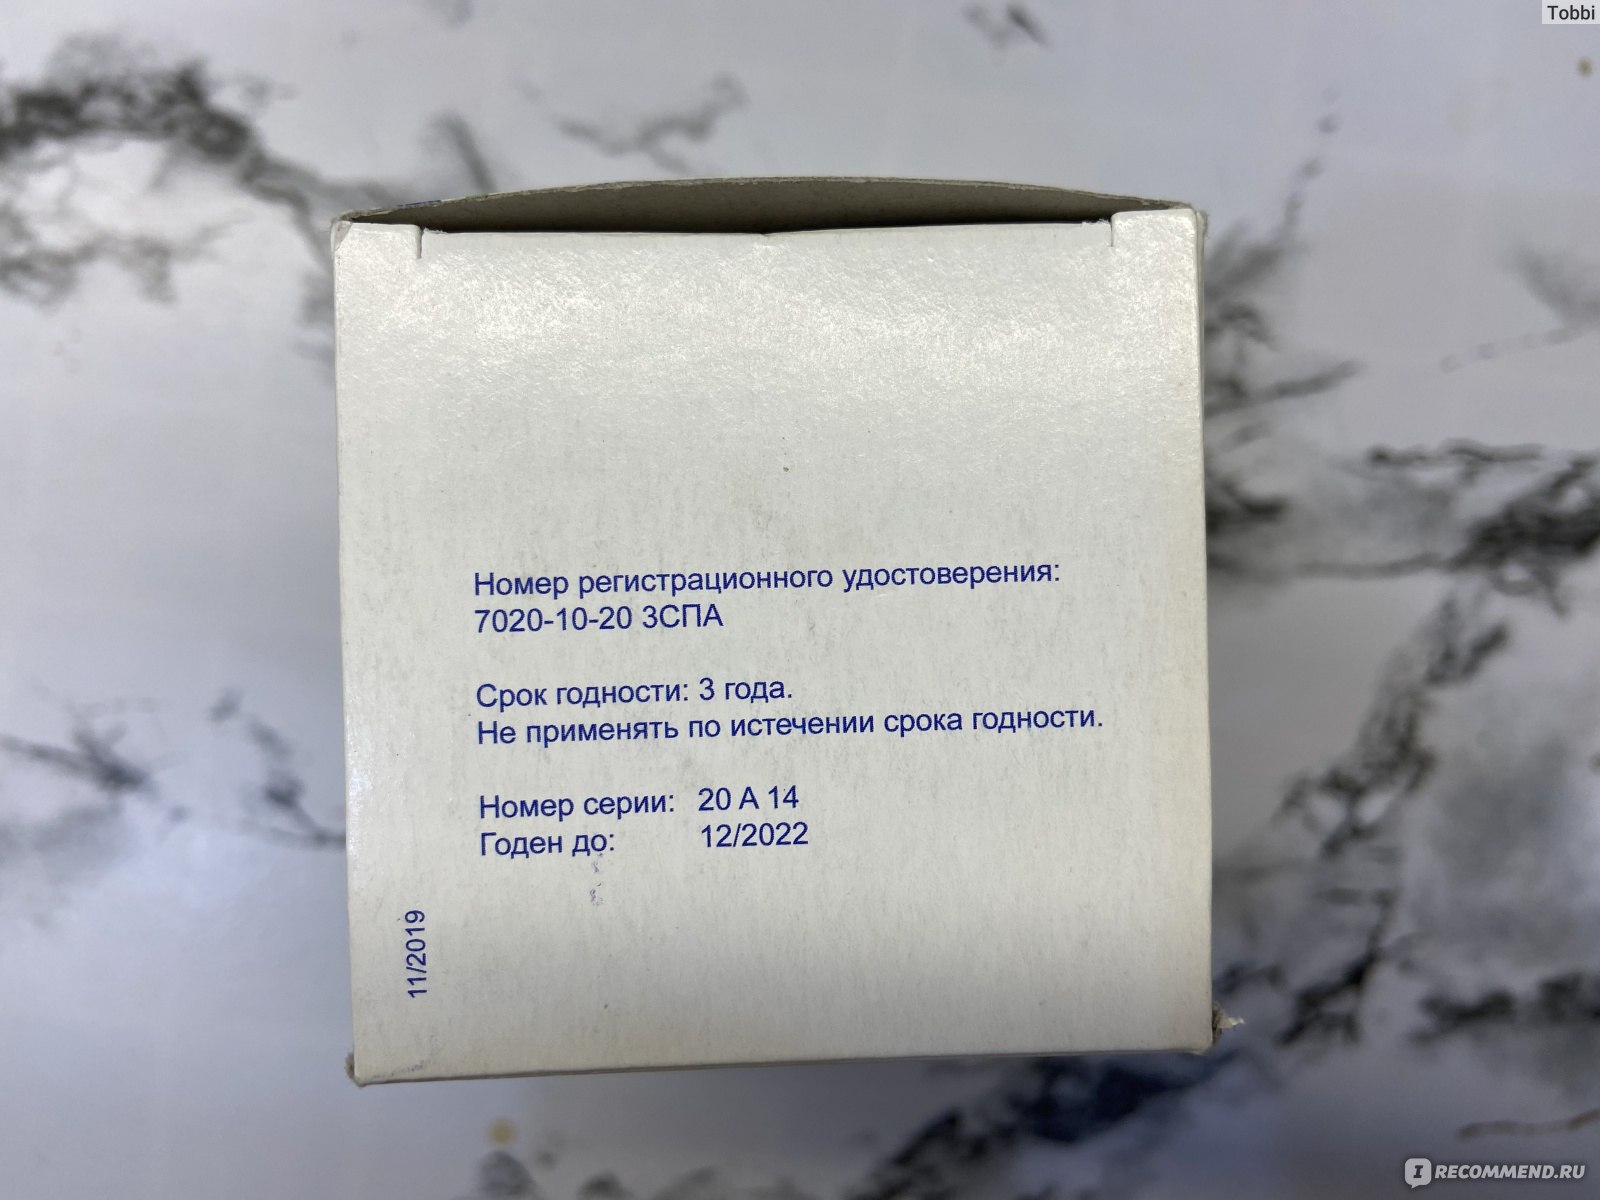 Tobbi
Номер регистрационного удостоверения:
7020-10-20 ЗСПА
Срок годности: 3 года.
Не применять по истечении срока годности.
Номер серии: 20 A 14
Годен до: 12/2022
11/2019
IRECOMMEND.RU